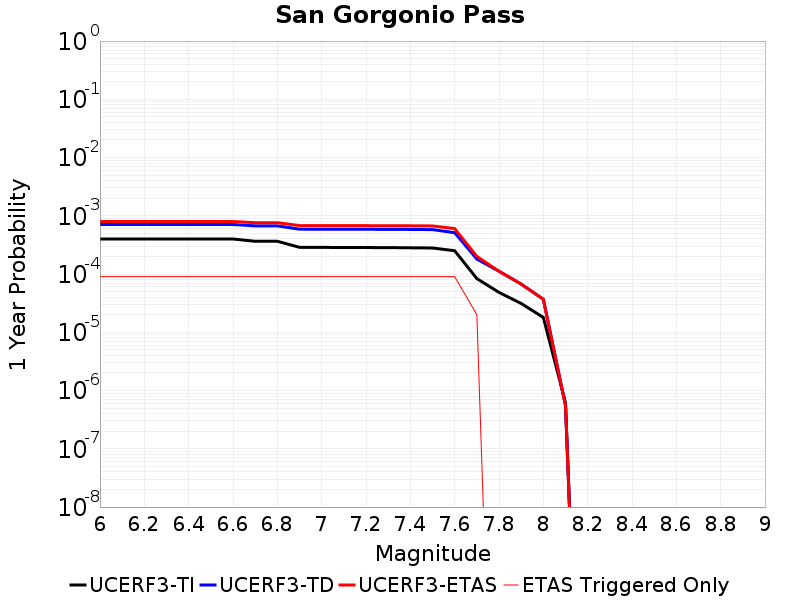 San Gorgonio Pass
10^0
10^-1
10^-2
10^-3
10^-4
10^-5
10^-6
10^-7
10^-8
1 Year Probability
6 6.2 6.4 6.6 6.8 7 7.2 7.4 7.6 7.8 8 8.2 8.4 8.6 8.8 9
Magnitude
UCERF3-TI UCERF3-TD UCERF3-ETAS ETAS Triggered Only